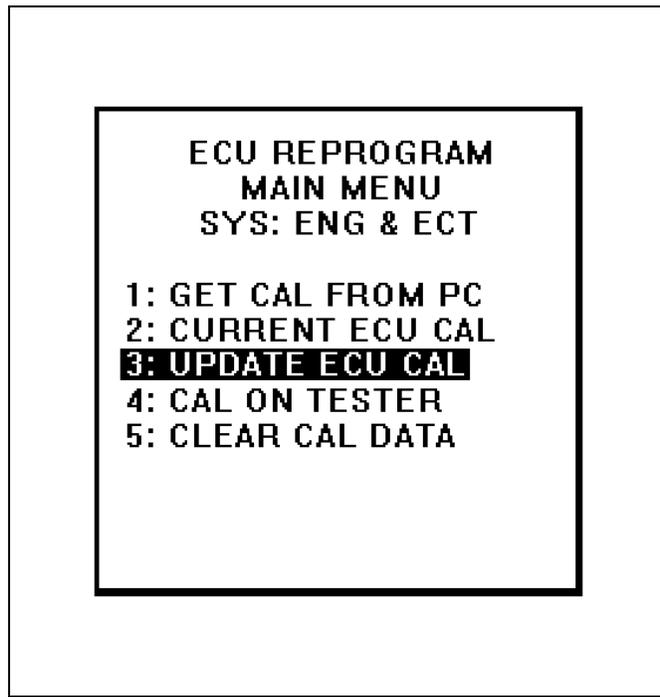 ECU REPROGRAM
MAIN MENU
SYS: ENG & ECT
1: GET CAL FROM PC
2: CURRENT ECU CAL
3: UPDATE ECU CAL
4: CAL ON TESTER
5: CLEAR CAL DATA